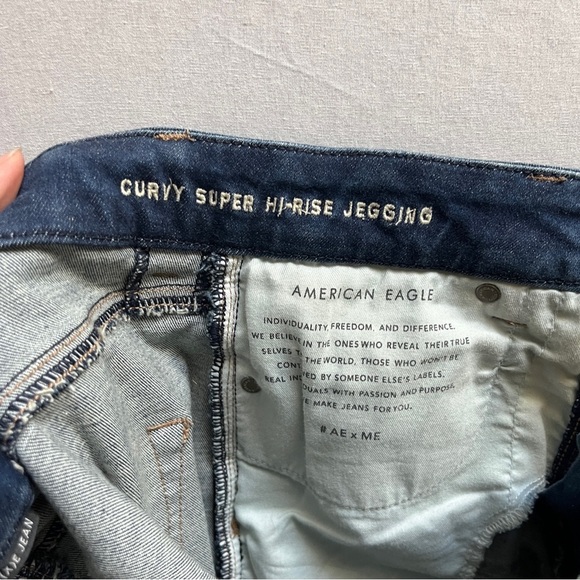 CURVY SUPER HI-RISE JEGGING
AMERICAN EAGLE
INDIVIDUALITY, FREEDOM, AND DIFFERENCE.
WE BELIEVE IN THE ONES WHO REVEAL THEIR TRUE
SELVES THE WORLD, THOSE WHO WON'T BE
BY SOMEONE ELSE'S LABELS.
WITH PASSION AND PURPOSE,
MAKE JEANS FOR YOU.
# AE x ME
JEAN